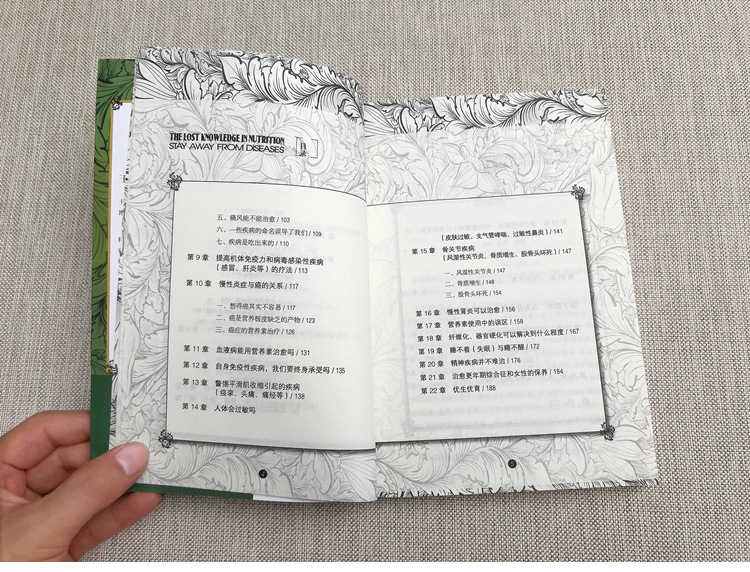 THE LOST KNOWLEDGE IN NUTRITION
STAY AWAY FROM DISEASES
目录
五、痛风能不能治愈 / 103
六、一些疾病的命名误导了我们 / 109
七、疾病是吃出来的 / 110
第 9 章 提高机体免疫力和病毒感染性疾病
（感冒、肝炎等）的疗法 / 113
第 10 章 慢性炎症与癌的关系 / 117
一、想得癌其实不容易 / 117
二、癌是营养极度缺乏的产物 / 123
三、癌症的营养素治疗 / 126
第 11 章 血液病能用营养素治愈吗 / 131
第 12 章 自身免疫性疾病，我们要终身承受吗 / 135
第 13 章 警惕平滑肌收缩引起的疾病
（痉挛、头痛、痛经等）/ 138
第 14 章 人体会过敏吗
（皮肤过敏、支气管哮喘、过敏性鼻炎）/ 141
第 15 章 骨关节疾病
（风湿性关节炎、骨质增生、股骨头坏死）/ 147
一、风湿性关节炎 / 147
二、骨质增生 / 148
三、股骨头坏死 / 154
第 16 章 慢性肾炎可以治愈 / 156
第 17 章 营养素使用中的误区 / 158
第 18 章 纤维化、器官硬化可以解决到什么程度 / 167
第 19 章 睡不着（失眠）与睡不醒 / 172
第 20 章 精神疾病并不难治 / 176
第 21 章 治愈更年期综合征和女性的保养 / 184
第 22 章 优生优育 / 188